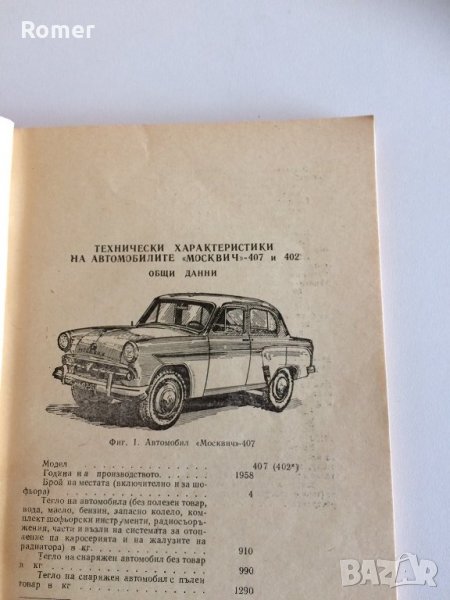 Romer
ТЕХНИЧЕСКИ ХАРАКТЕРИСТИКИ
НА АВТОМОБИЛИТЕ «МОСКВИЧ»-407 и 402
ОБЩИ ДАННИ
Фиг. 1. Автомобил «Москвич»-407
Модел . . . . . . . . . . . . . 407 (402*)
Година на производството. . . . . . 1958
Брой на местата (включително и за шо-
фьора) . . . . . . . . . . . . . 4
Тегло на автомобила (без полезен товар,
вода, масло, бензин, запасно колело, ком-
плект шофьорски инструменти, радиосъоръ-
жения, части и възли на системата за отоп-
ление па каросерията и на жалузите на
радиатора) в кг. . . . . . . . . . 910
Тегло на снаряжен автомобил без товар
в кг . . . . . . . . . . . . . . 990
Тегло на снаряжен автомобил с пълен
товар в кг . . . . . . . . . . . 1290
BAZAR